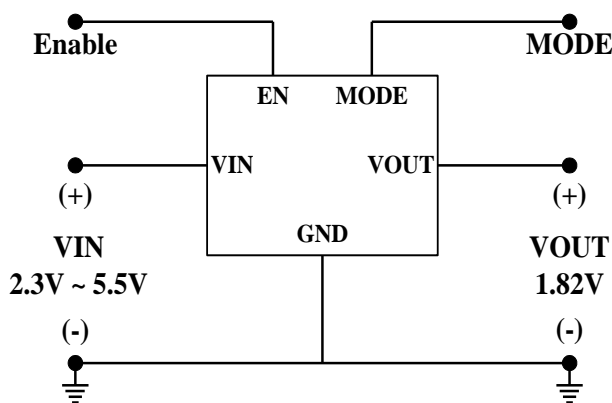 Enable
MODE
EN
MODE
VIN
VOUT
GND
(+)
VIN
2.3V ~ 5.5V
(-)
(+)
VOUT
1.82V
(-)